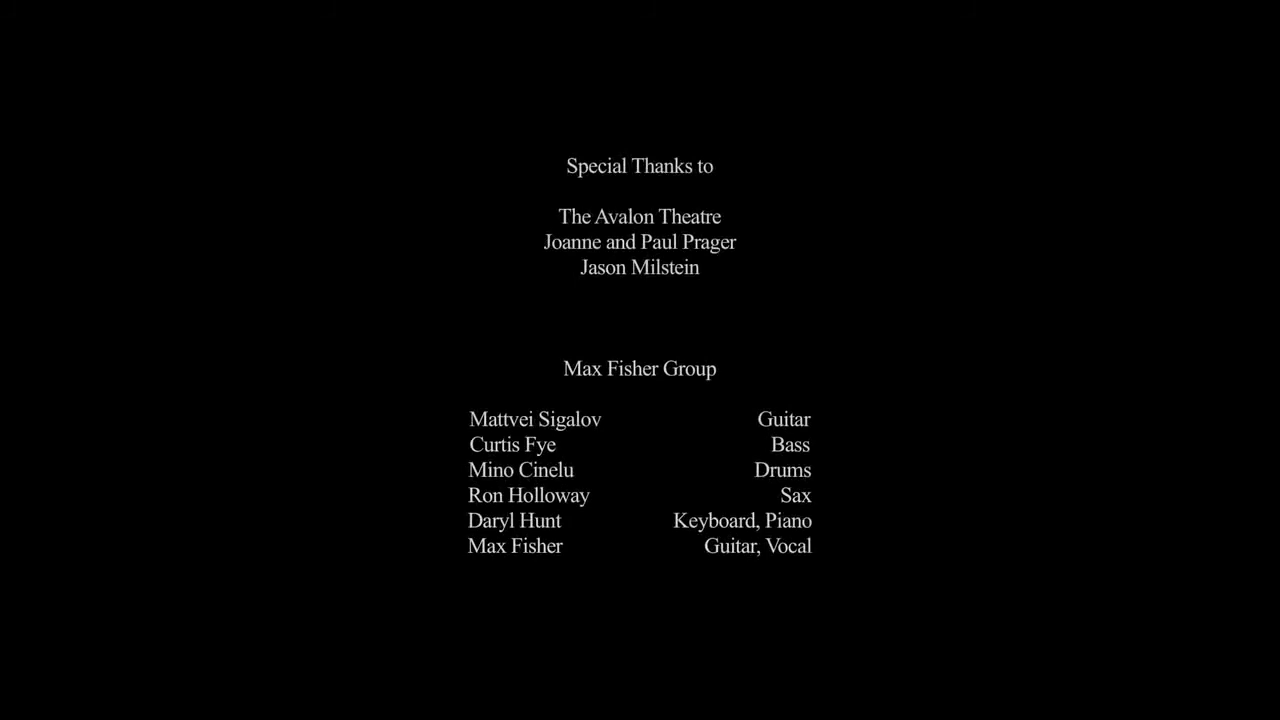 Special Thanks to
The Avalon Theatre
Joanne and Paul Prager
Jason Milstein
Max Fisher Group
Mattvei Sigalov Guitar
Curtis Fye Bass
Mino Cinelu Drums
Ron Holloway Sax
Daryl Hunt Keyboard, Piano
Max Fisher Guitar, Vocal